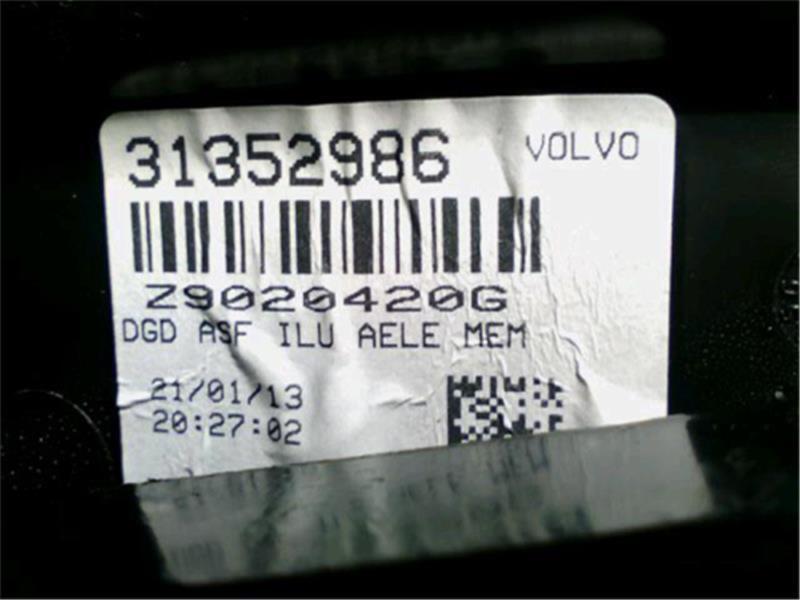 31352986 VOLVO
Z9020420G
DGD ASF ILU AELE MEM
21/01/13
20:27:02